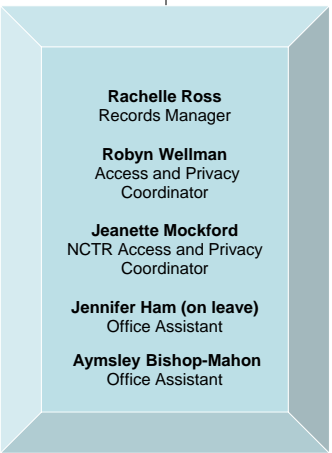 Rachelle Ross
Records Manager
Robyn Wellman
Access and Privacy
Coordinator
Jeanette Mockford
NCTR Access and Privacy
Coordinator
Jennifer Ham (on leave)
Office Assistant
Aymsley Bishop-Mahon
Office Assistant